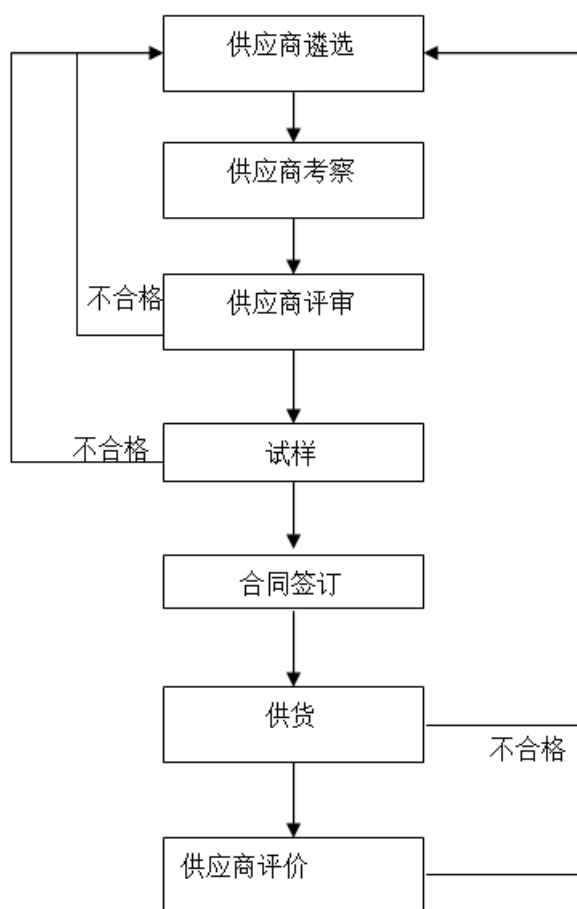 供应商遴选
供应商考察
不合格
供应商评审
不合格
试样
合同签订
供货
不合格
供应商评价